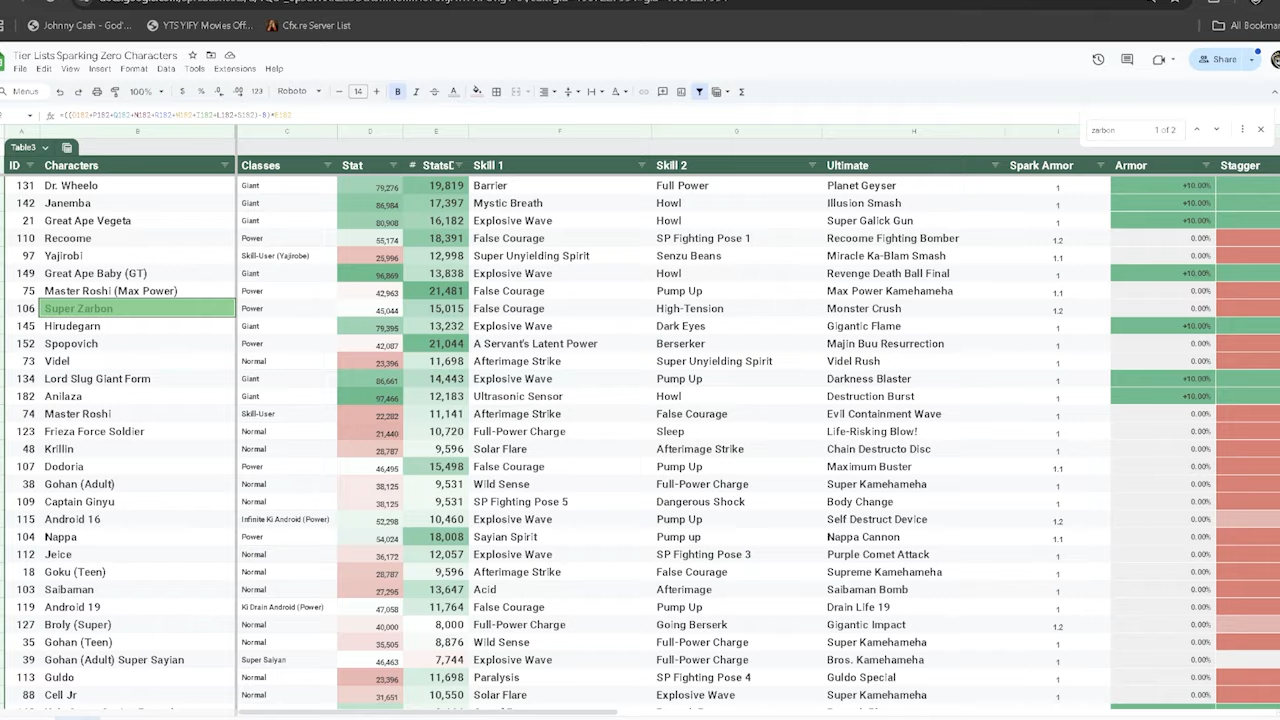 Johnny Cash - God'... YTS YIFY Movies Off... Cfx.re Server List All Bookmar
Tier Lists Sparking Zero Characters
File Edit View Insert Format Data Tools Extensions Help
Share
Menus 100% $ % 123 Roboto 14 B I
zarbon 1 of 2
A B C D E F G H I
Table3
ID Characters Classes Stat # Stats Skill 1 Skill 2 Ultimate Spark Armor Armor Stagger
131 Dr. Wheelo Giant 79,276 19,819 Barrier Full Power Planet Geyser 1 +10.00%
142 Janemba Giant 86,984 17,397 Mystic Breath Howl Illusion Smash 1 +10.00%
21 Great Ape Vegeta Giant 80,908 16,182 Explosive Wave Howl Super Galick Gun 1 +10.00%
110 Recoome Power 55,174 18,391 False Courage SP Fighting Pose 1 Recoome Fighting Bomber 1.2 0.00%
97 Yajirobi Skill-User (Yajirobe) 25,996 12,998 Super Unyielding Spirit Senzu Beans Miracle Ka-Blam Smash 1.1 0.00%
149 Great Ape Baby (GT) Giant 96,869 13,838 Explosive Wave Howl Revenge Death Ball Final 1 +10.00%
75 Master Roshi (Max Power) Power 42,963 21,481 False Courage Pump Up Max Power Kamehameha 1.1 0.00%
106 Super Zarbon Power 45,044 15,015 False Courage High-Tension Monster Crush 1.2 0.00%
145 Hirudegarn Giant 79,395 13,232 Explosive Wave Dark Eyes Gigantic Flame 1 +10.00%
152 Spopovich Power 42,087 21,044 A Servant's Latent Power Berserker Majin Buu Resurrection 1 0.00%
73 Videl Normal 23,396 11,698 Afterimage Strike Super Unyielding Spirit Videl Rush 1 0.00%
134 Lord Slug Giant Form Giant 86,661 14,443 Explosive Wave Pump Up Darkness Blaster 1 +10.00%
182 Anilaza Giant 97,466 12,183 Ultrasonic Sensor Howl Destruction Burst 1 +10.00%
74 Master Roshi Skill-User 22,282 11,141 Afterimage Strike False Courage Evil Containment Wave 1 0.00%
123 Frieza Force Soldier Normal 21,440 10,720 Full-Power Charge Sleep Life-Risking Blow! 1 0.00%
48 Krillin Normal 28,787 9,596 Solar Flare Afterimage Strike Chain Destructo Disc 1 0.00%
107 Dodoria Power 46,495 15,498 False Courage Pump Up Maximum Buster 1.1 0.00%
38 Gohan (Adult) Normal 38,125 9,531 Wild Sense Full-Power Charge Super Kamehameha 1 0.00%
109 Captain Ginyu Normal 38,125 9,531 SP Fighting Pose 5 Dangerous Shock Body Change 1 0.00%
115 Android 16 Infinite Ki Android (Power) 52,298 10,460 Explosive Wave Pump Up Self Destruct Device 1.2 0.00%
104 Nappa Power 54,024 18,008 Sayian Spirit Pump up Nappa Cannon 1.1 0.00%
112 Jeice Normal 36,172 12,057 Explosive Wave SP Fighting Pose 3 Purple Comet Attack 1 0.00%
18 Goku (Teen) Normal 28,787 9,596 Afterimage Strike False Courage Supreme Kamehameha 1 0.00%
103 Saibaman Normal 27,295 13,647 Acid Afterimage Saibaman Bomb 1 0.00%
119 Android 19 Ki Drain Android (Power) 47,058 11,764 False Courage Pump Up Drain Life 19 1 0.00%
127 Broly (Super) Normal 40,000 8,000 Full-Power Charge Going Berserk Gigantic Impact 1.2 0.00%
35 Gohan (Teen) Normal 35,505 8,876 Wild Sense Full-Power Charge Super Kamehameha 1 0.00%
39 Gohan (Adult) Super Sayian Super Saiyan 46,463 7,744 Explosive Wave Full-Power Charge Bros. Kamehameha 1 0.00%
113 Guldo Normal 23,396 11,698 Paralysis SP Fighting Pose 4 Guldo Special 1 0.00%
88 Cell Jr Normal 31,651 10,550 Solar Flare Explosive Wave Super Kamehameha 1 0.00%